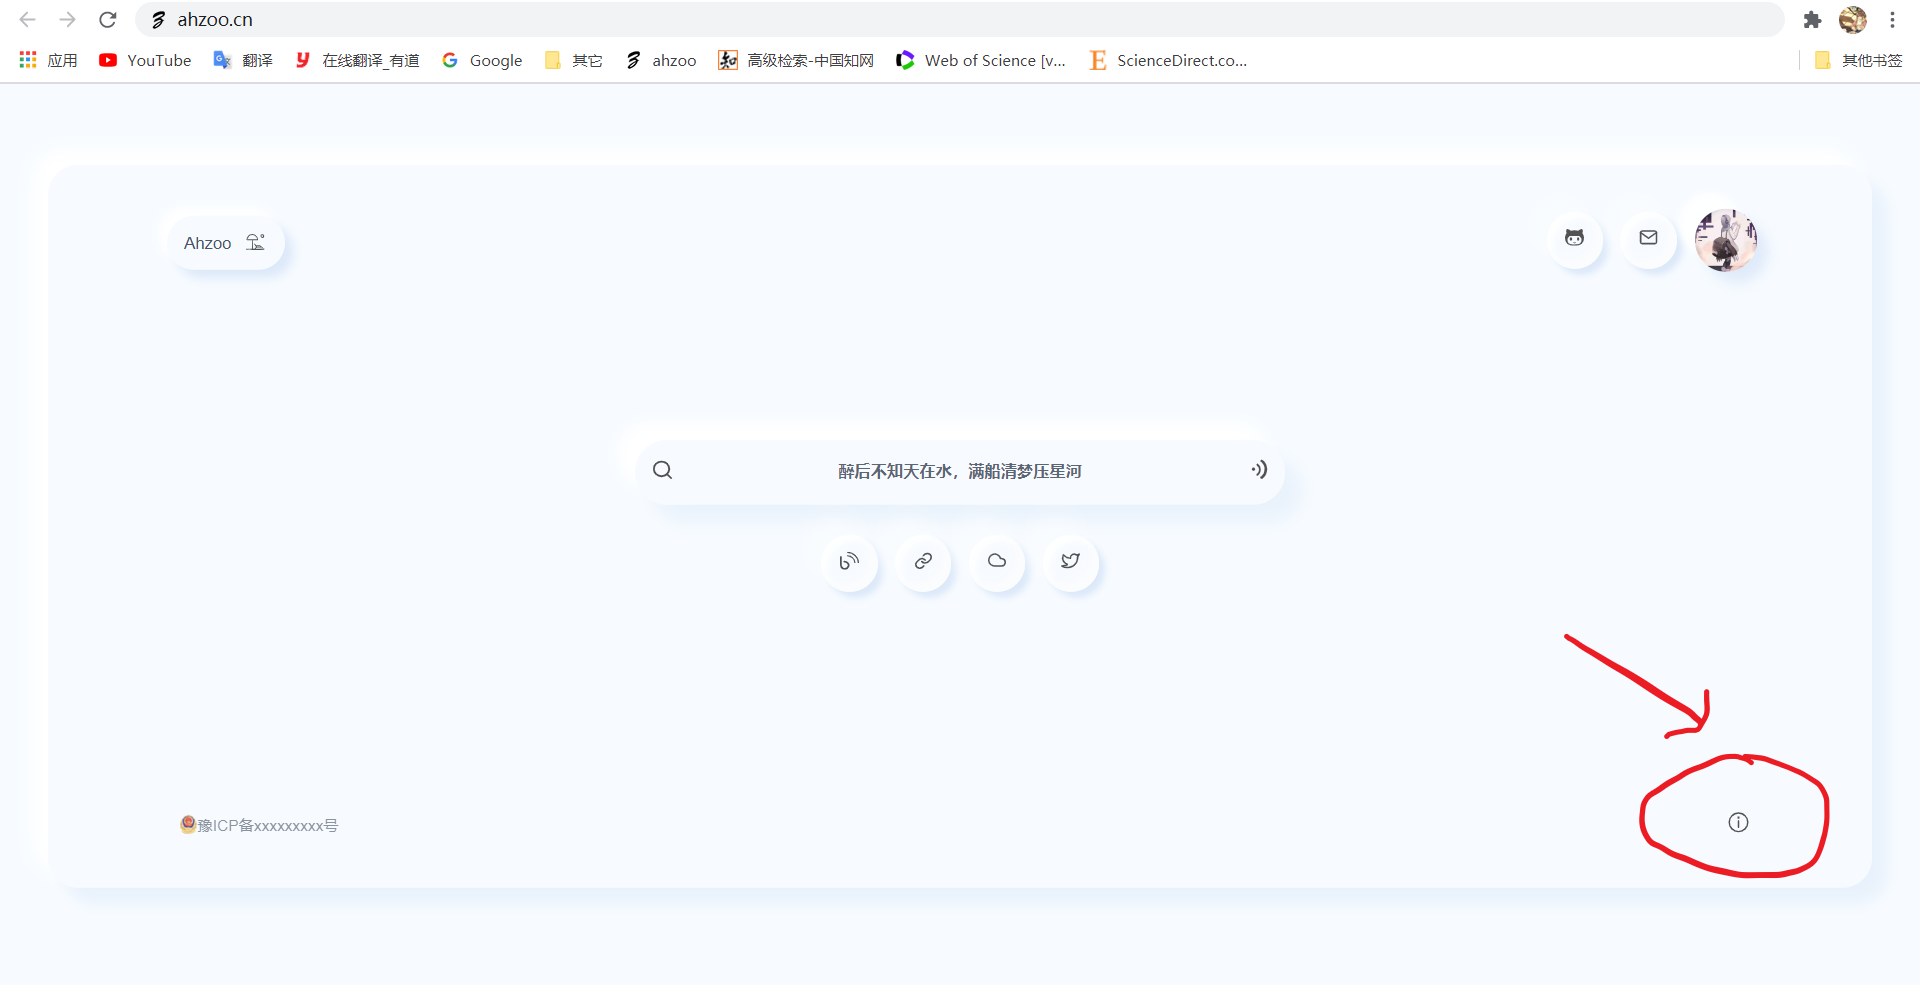 ahzoo.cn
应用 YouTube 翻译 在线翻译_有道 Google 其它 ahzoo 高级检索-中国知网 Web of Science [v... ScienceDirect.co... 其他书签
Ahzoo
醉后不知天在水，满船清梦压星河
豫ICP备xxxxxxxxx号